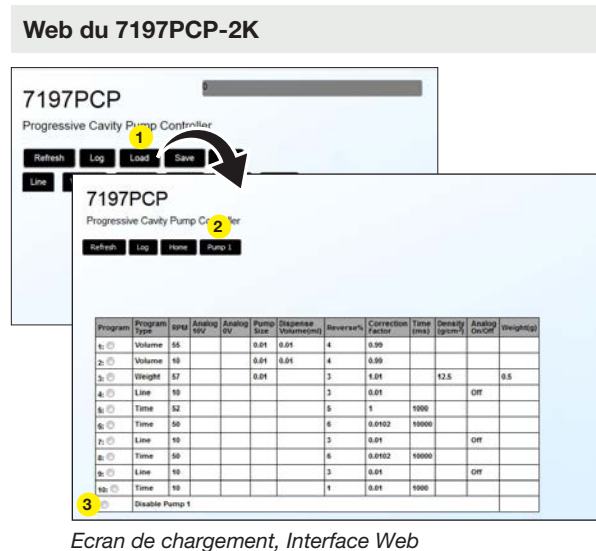 Web du 7197PCP-2K
0
7197PCP
Progressive Cavity Pump Controller
1
Refresh Log Load Save
Line
7197PCP
Progressive Cavity Pump Controller
2
Refresh Log Home Pump 1
Program Program Type RPM Analog 10V Analog 0V Pump Size Dispense Volume(ml) Reverse% Correction Factor Time (ms) Density (g/cm³) Analog On/Off Weight(g)
1: Volume 55 0.01 0.01 4 0.99
2: Volume 10 0.01 0.01 4 0.99
3: Weight 57 0.01 3 1.01 12.5 0.5
4: Line 10 3 0.01 Off
5: Time 52 5 1 1000
6: Time 50 6 0.0102 10000
7: Line 10 3 0.01 Off
8: Time 50 6 0.0102 10000
9: Line 10 3 0.01 Off
10: Time 10 1 0.01 1000
3 Disable Pump 1
Ecran de chargement, Interface Web